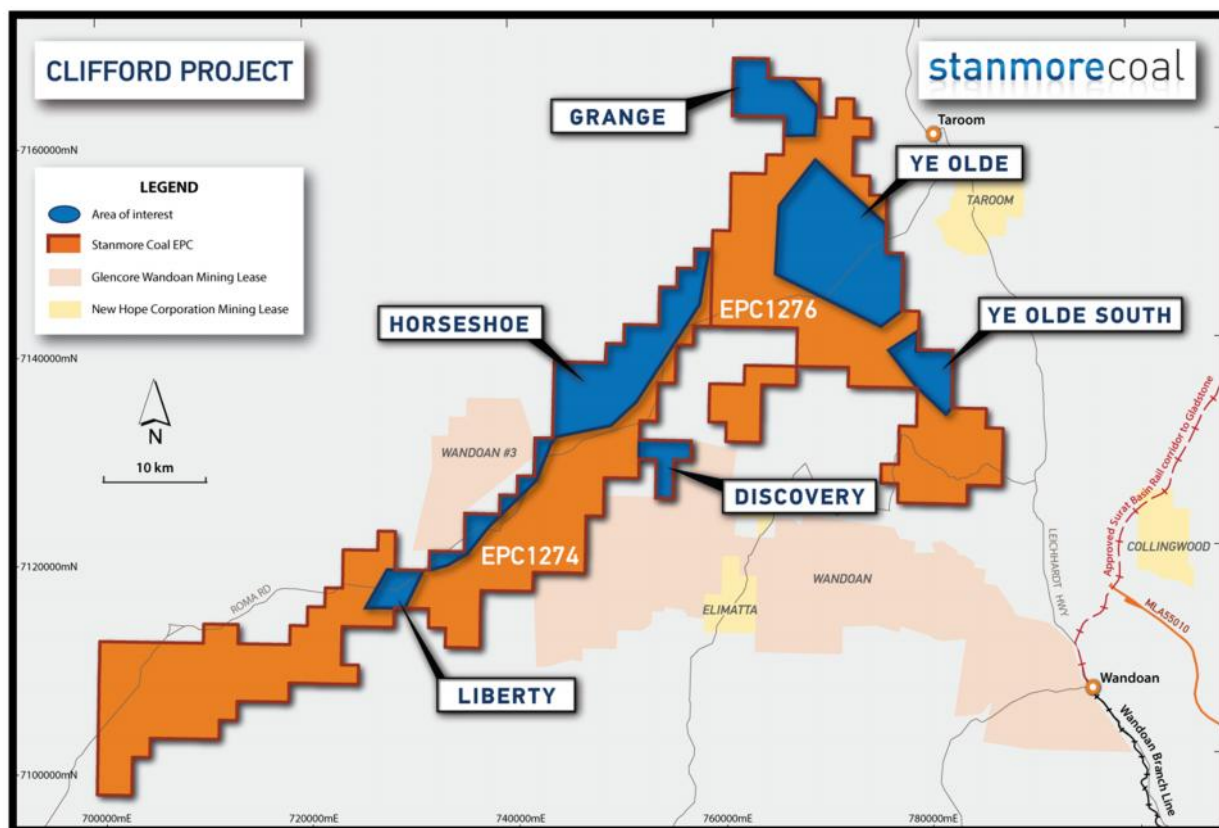 CLIFFORD PROJECT
stanmorecoal
GRANGE
Taroom
YE OLDE
7160000mN
LEGEND
Area of interest
Stanmore Coal EPC
Glencore Wandoan Mining Lease
New Hope Corporation Mining Lease
TAROOM
HORSESHOE
EPC1276
YE OLDE SOUTH
7140000mN
N
10 km
WANDOAN #3
DISCOVERY
Approved Surat Basin Rail corridor to Gladstone
LEICHHARDT HWY
EPC1274
COLLINGWOOD
7120000mN
WANDOAN
ROMA RD
ELIMATTA
MLA55010
LIBERTY
Wandoan
Wandoan Branch Line
7100000mN
700000mE
720000mE
740000mE
760000mE
780000mE